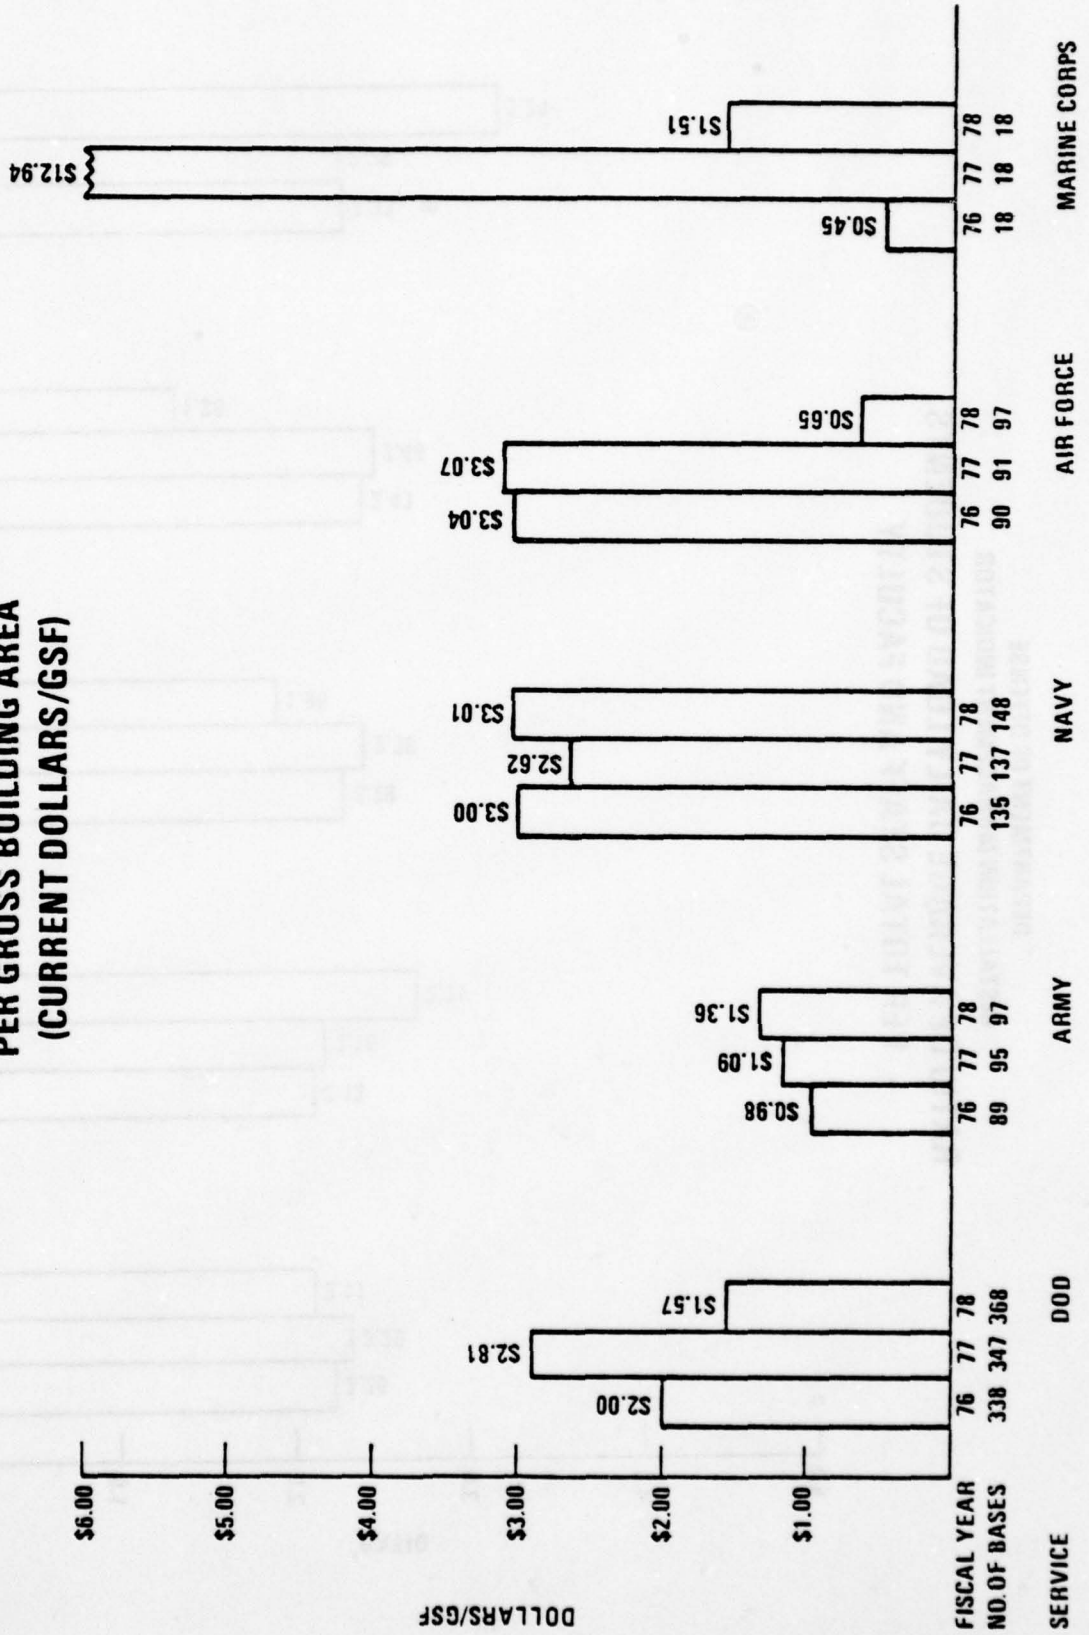 PER GROSS BUILDING AREA
(CURRENT DOLLARS/GSF)
DOLLARS/GSF
$6.00
$5.00
$4.00
$3.00
$2.00
$1.00
$2.00 $2.81 $1.57
$0.98 $1.09 $1.36
$3.00 $2.62 $3.01
$3.04 $3.07 $0.65
$0.45 $12.94 $1.51
FISCAL YEAR 76 77 78 76 77 78 76 77 78 76 77 78 76 77 78
NO. OF BASES 338 347 368 89 95 97 135 137 148 90 91 97 18 18 18
SERVICE DOD ARMY NAVY AIR FORCE MARINE CORPS